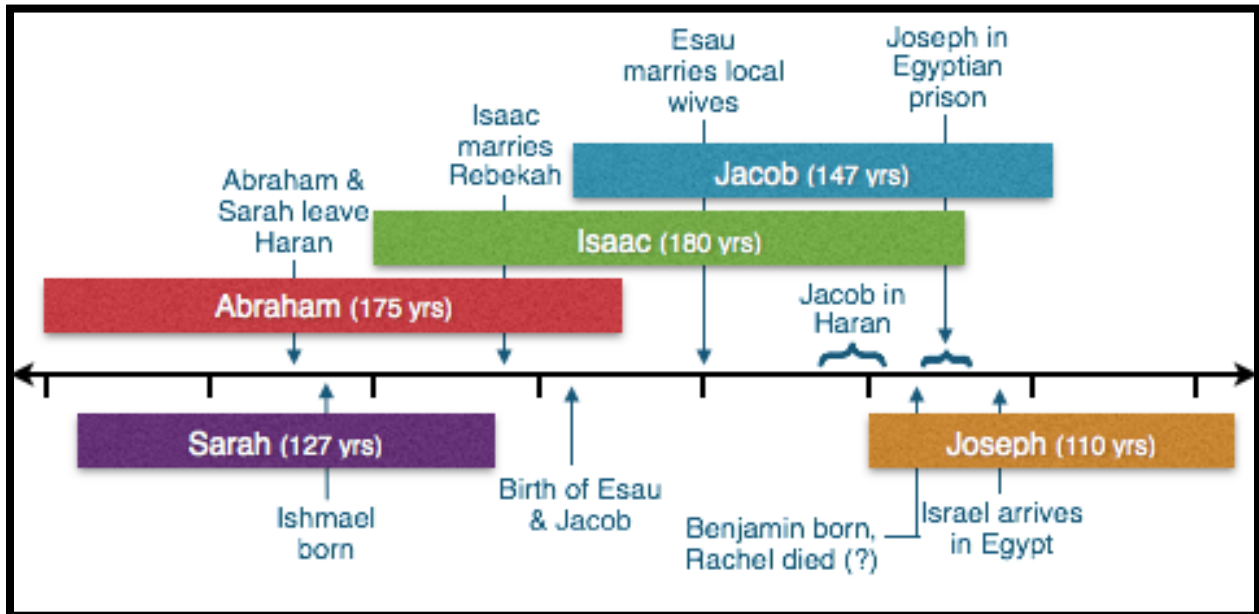 Esau
marries local
wives
Joseph in
Egyptian
prison
Isaac
marries
Rebekah
Abraham &
Sarah leave
Haran
Jacob (147 yrs)
Isaac (180 yrs)
Abraham (175 yrs)
Jacob in
Haran
Sarah (127 yrs)
Joseph (110 yrs)
Ishmael
born
Birth of Esau
& Jacob
Benjamin born,
Rachel died (?)
Israel arrives
in Egypt